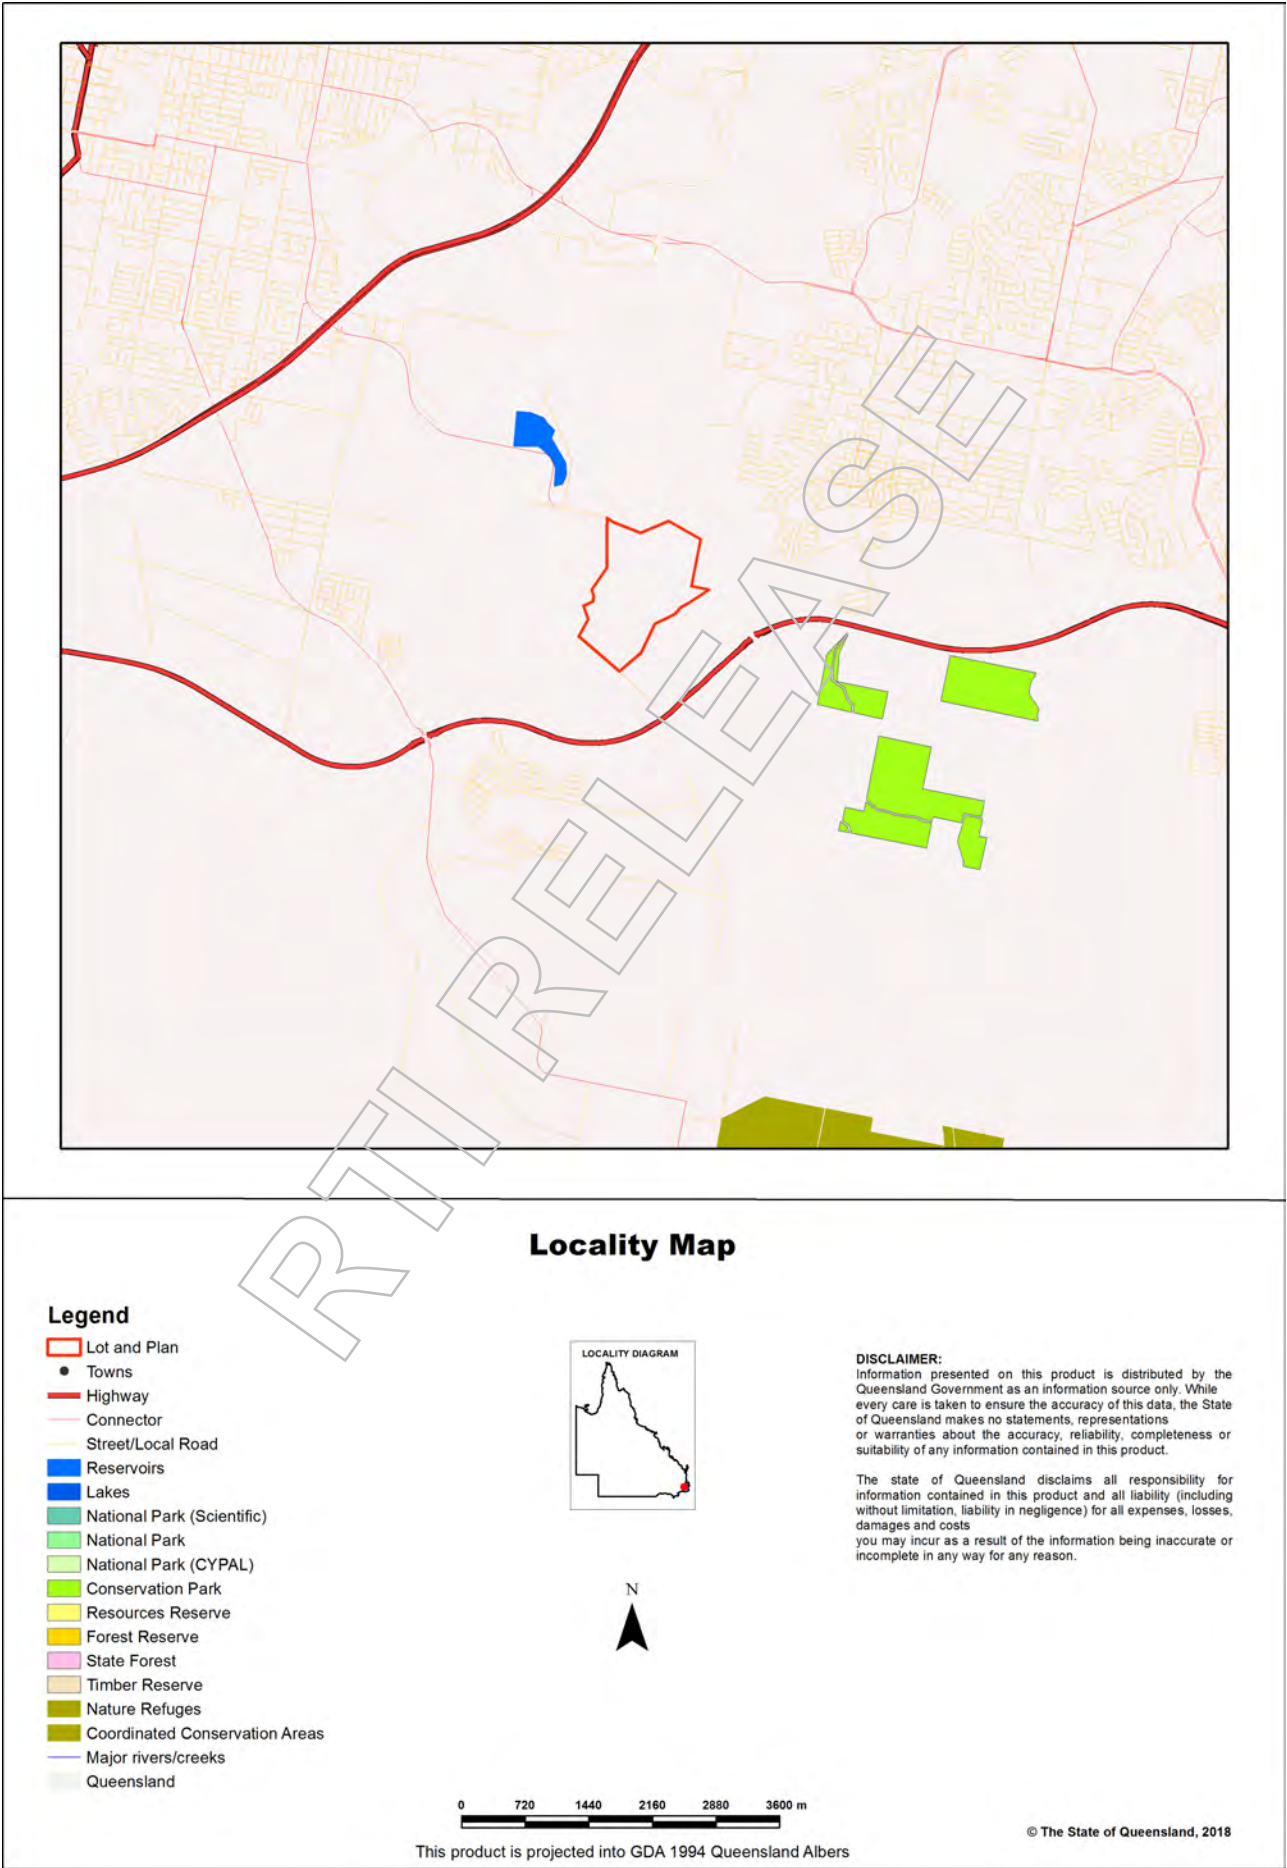 RTI RELEASE
Locality Map
Legend
Lot and Plan
Towns
Highway
Connector
Street/Local Road
Reservoirs
Lakes
National Park (Scientific)
National Park
National Park (CYPAL)
Conservation Park
Resources Reserve
Forest Reserve
State Forest
Timber Reserve
Nature Refuges
Coordinated Conservation Areas
Major rivers/creeks
Queensland
LOCALITY DIAGRAM
N
DISCLAIMER:
Information presented on this product is distributed by the
Queensland Government as an information source only. While
every care is taken to ensure the accuracy of this data, the State
of Queensland makes no statements, representations
or warranties about the accuracy, reliability, completeness or
suitability of any information contained in this product.
The state of Queensland disclaims all responsibility for
information contained in this product and all liability (including
without limitation, liability in negligence) for all expenses, losses,
damages and costs
you may incur as a result of the information being inaccurate or
incomplete in any way for any reason.
0 720 1440 2160 2880 3600 m
This product is projected into GDA 1994 Queensland Albers
© The State of Queensland, 2018